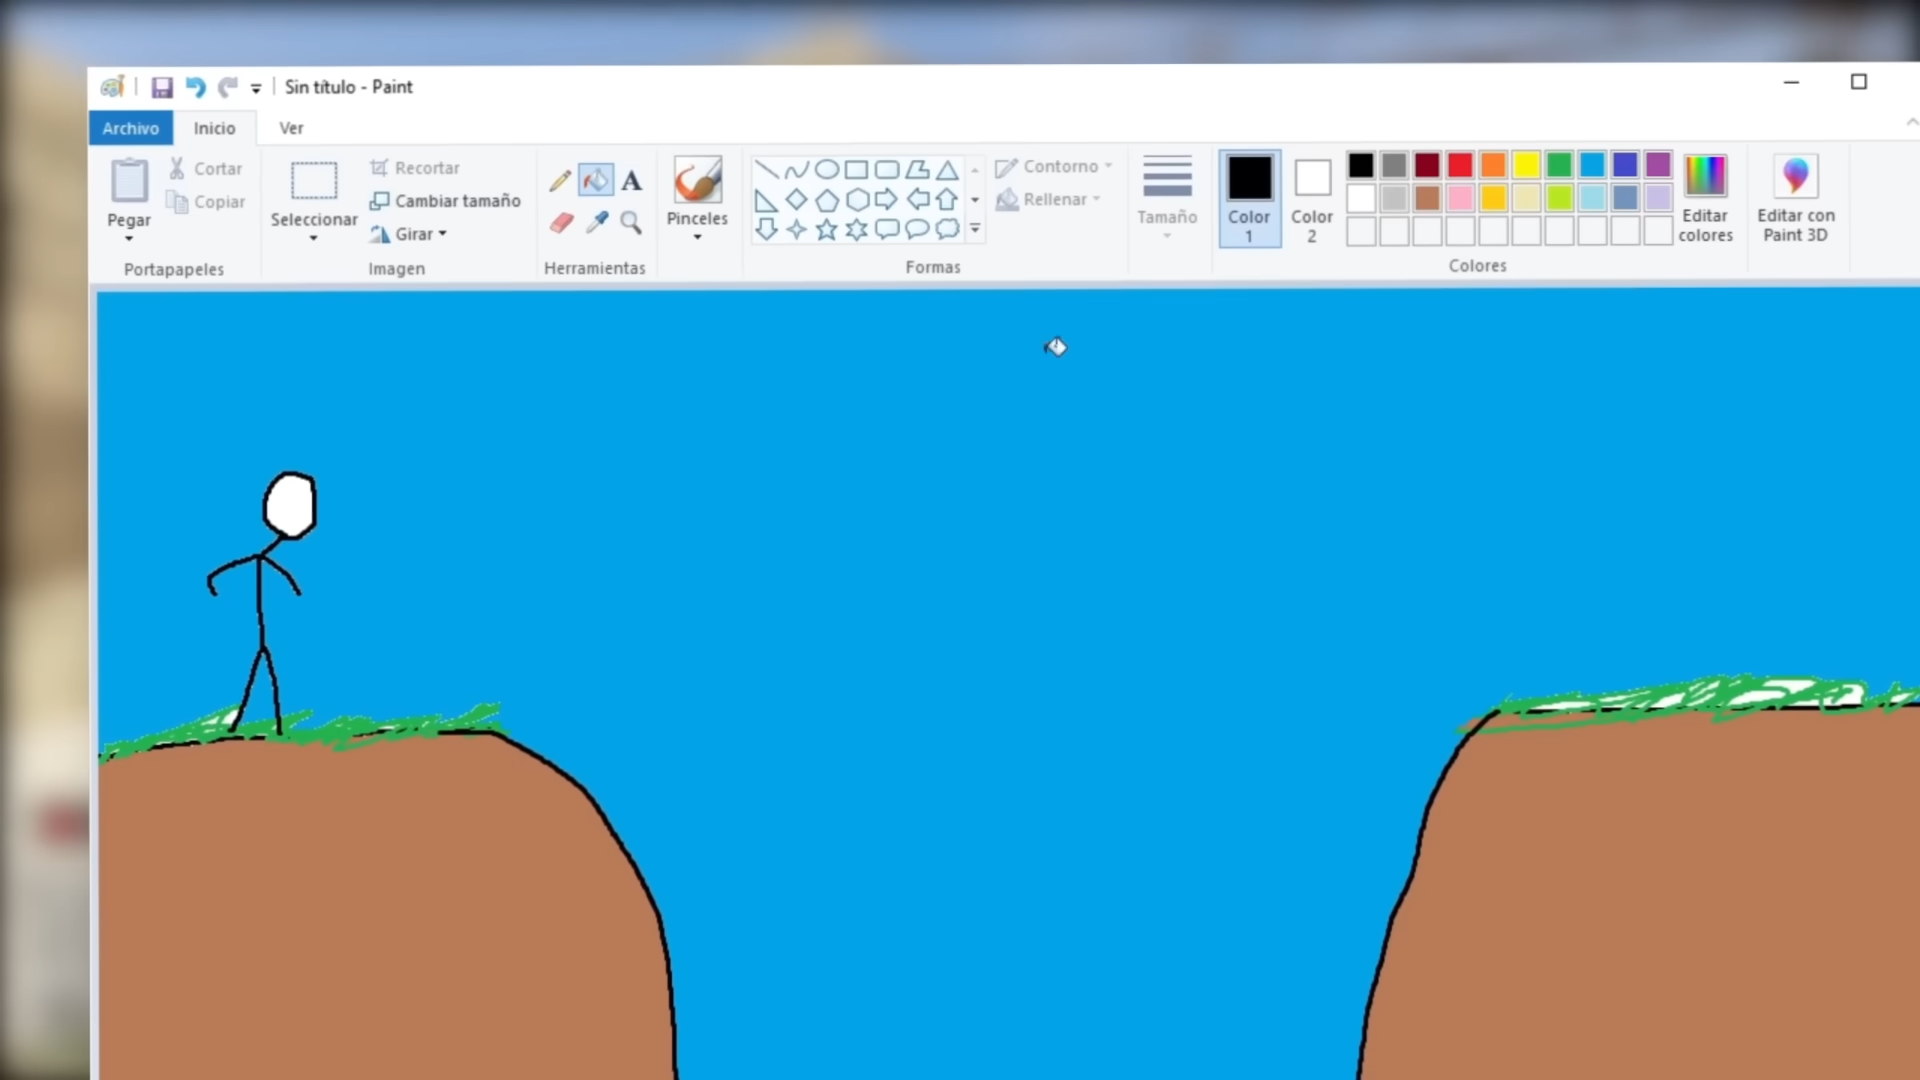 Sin título - Paint
Archivo
Inicio
Ver
Pegar
Cortar
Copiar
Portapapeles
Seleccionar
Recortar
Cambiar tamaño
Girar
Imagen
A
Herramientas
Pinceles
Formas
Contorno
Rellenar
Tamaño
Color
1
Color
2
Editar
colores
Colores
Editar con
Paint 3D